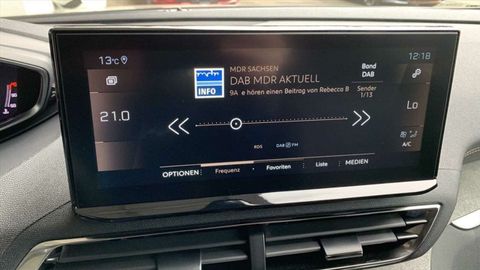 13°C
12:18
MDR SACHSEN
DAB MDR AKTUELL
9A e hören einen Beitrag von Rebecca B
mdr
INFO
Band
DAB
Sender
1/13
21.0
Lo
RDS
DAB FM
A/C
OPTIONEN
Frequenz
Favoriten
Liste
MEDIEN